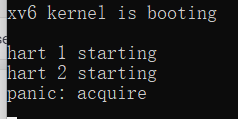 xv6 kernel is booting
hart 1 starting
hart 2 starting
panic: acquire